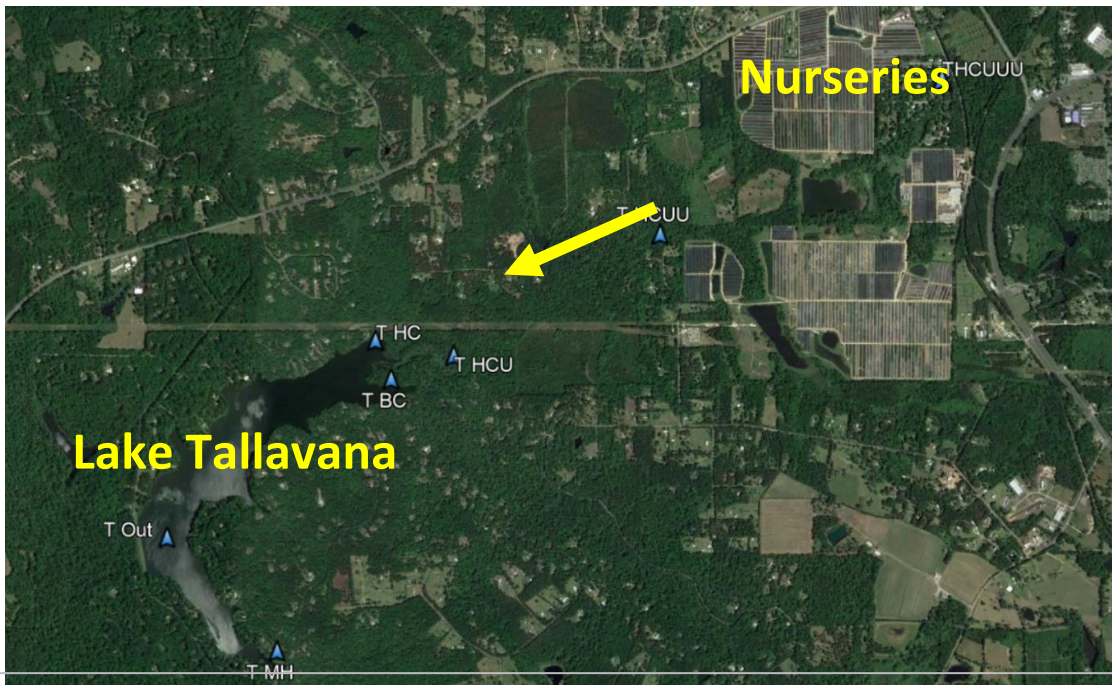 Nurseries
THCUUU
T HCUU
T HC
T HCU
T BC
Lake Tallavana
T Out
T MH